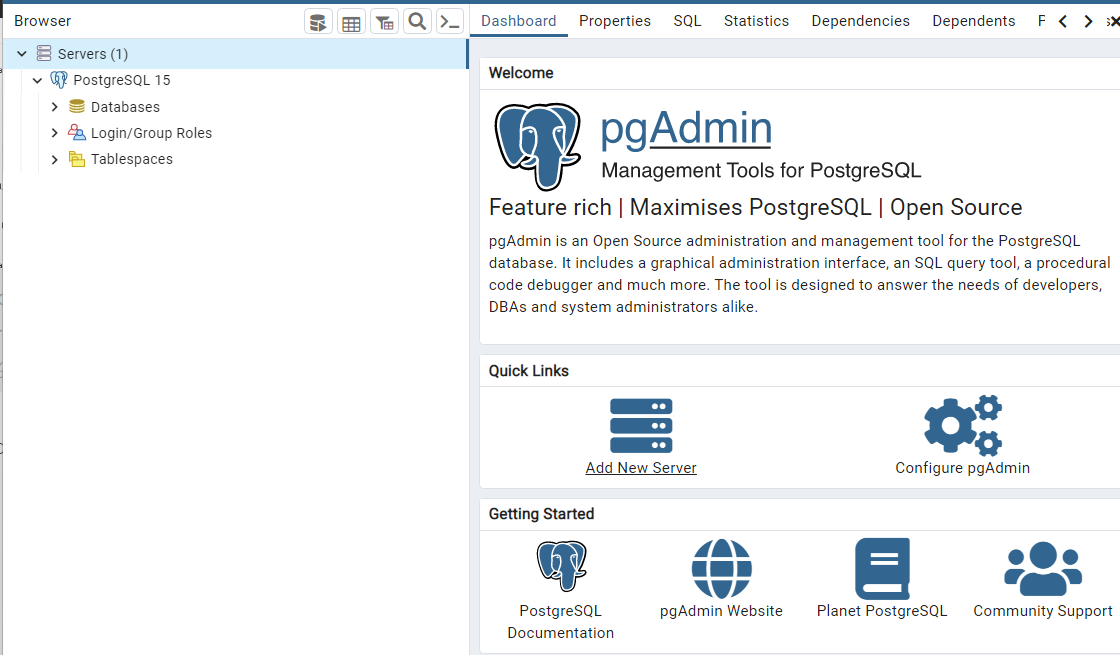 Browser
Dashboard Properties SQL Statistics Dependencies Dependents
Servers (1)
PostgreSQL 15
Databases
Login/Group Roles
Tablespaces
Welcome
pgAdmin
Management Tools for PostgreSQL
Feature rich | Maximises PostgreSQL | Open Source
pgAdmin is an Open Source administration and management tool for the PostgreSQL
database. It includes a graphical administration interface, an SQL query tool, a procedural
code debugger and much more. The tool is designed to answer the needs of developers,
DBAs and system administrators alike.
Quick Links
Add New Server
Configure pgAdmin
Getting Started
PostgreSQL
Documentation
pgAdmin Website
Planet PostgreSQL
Community Support